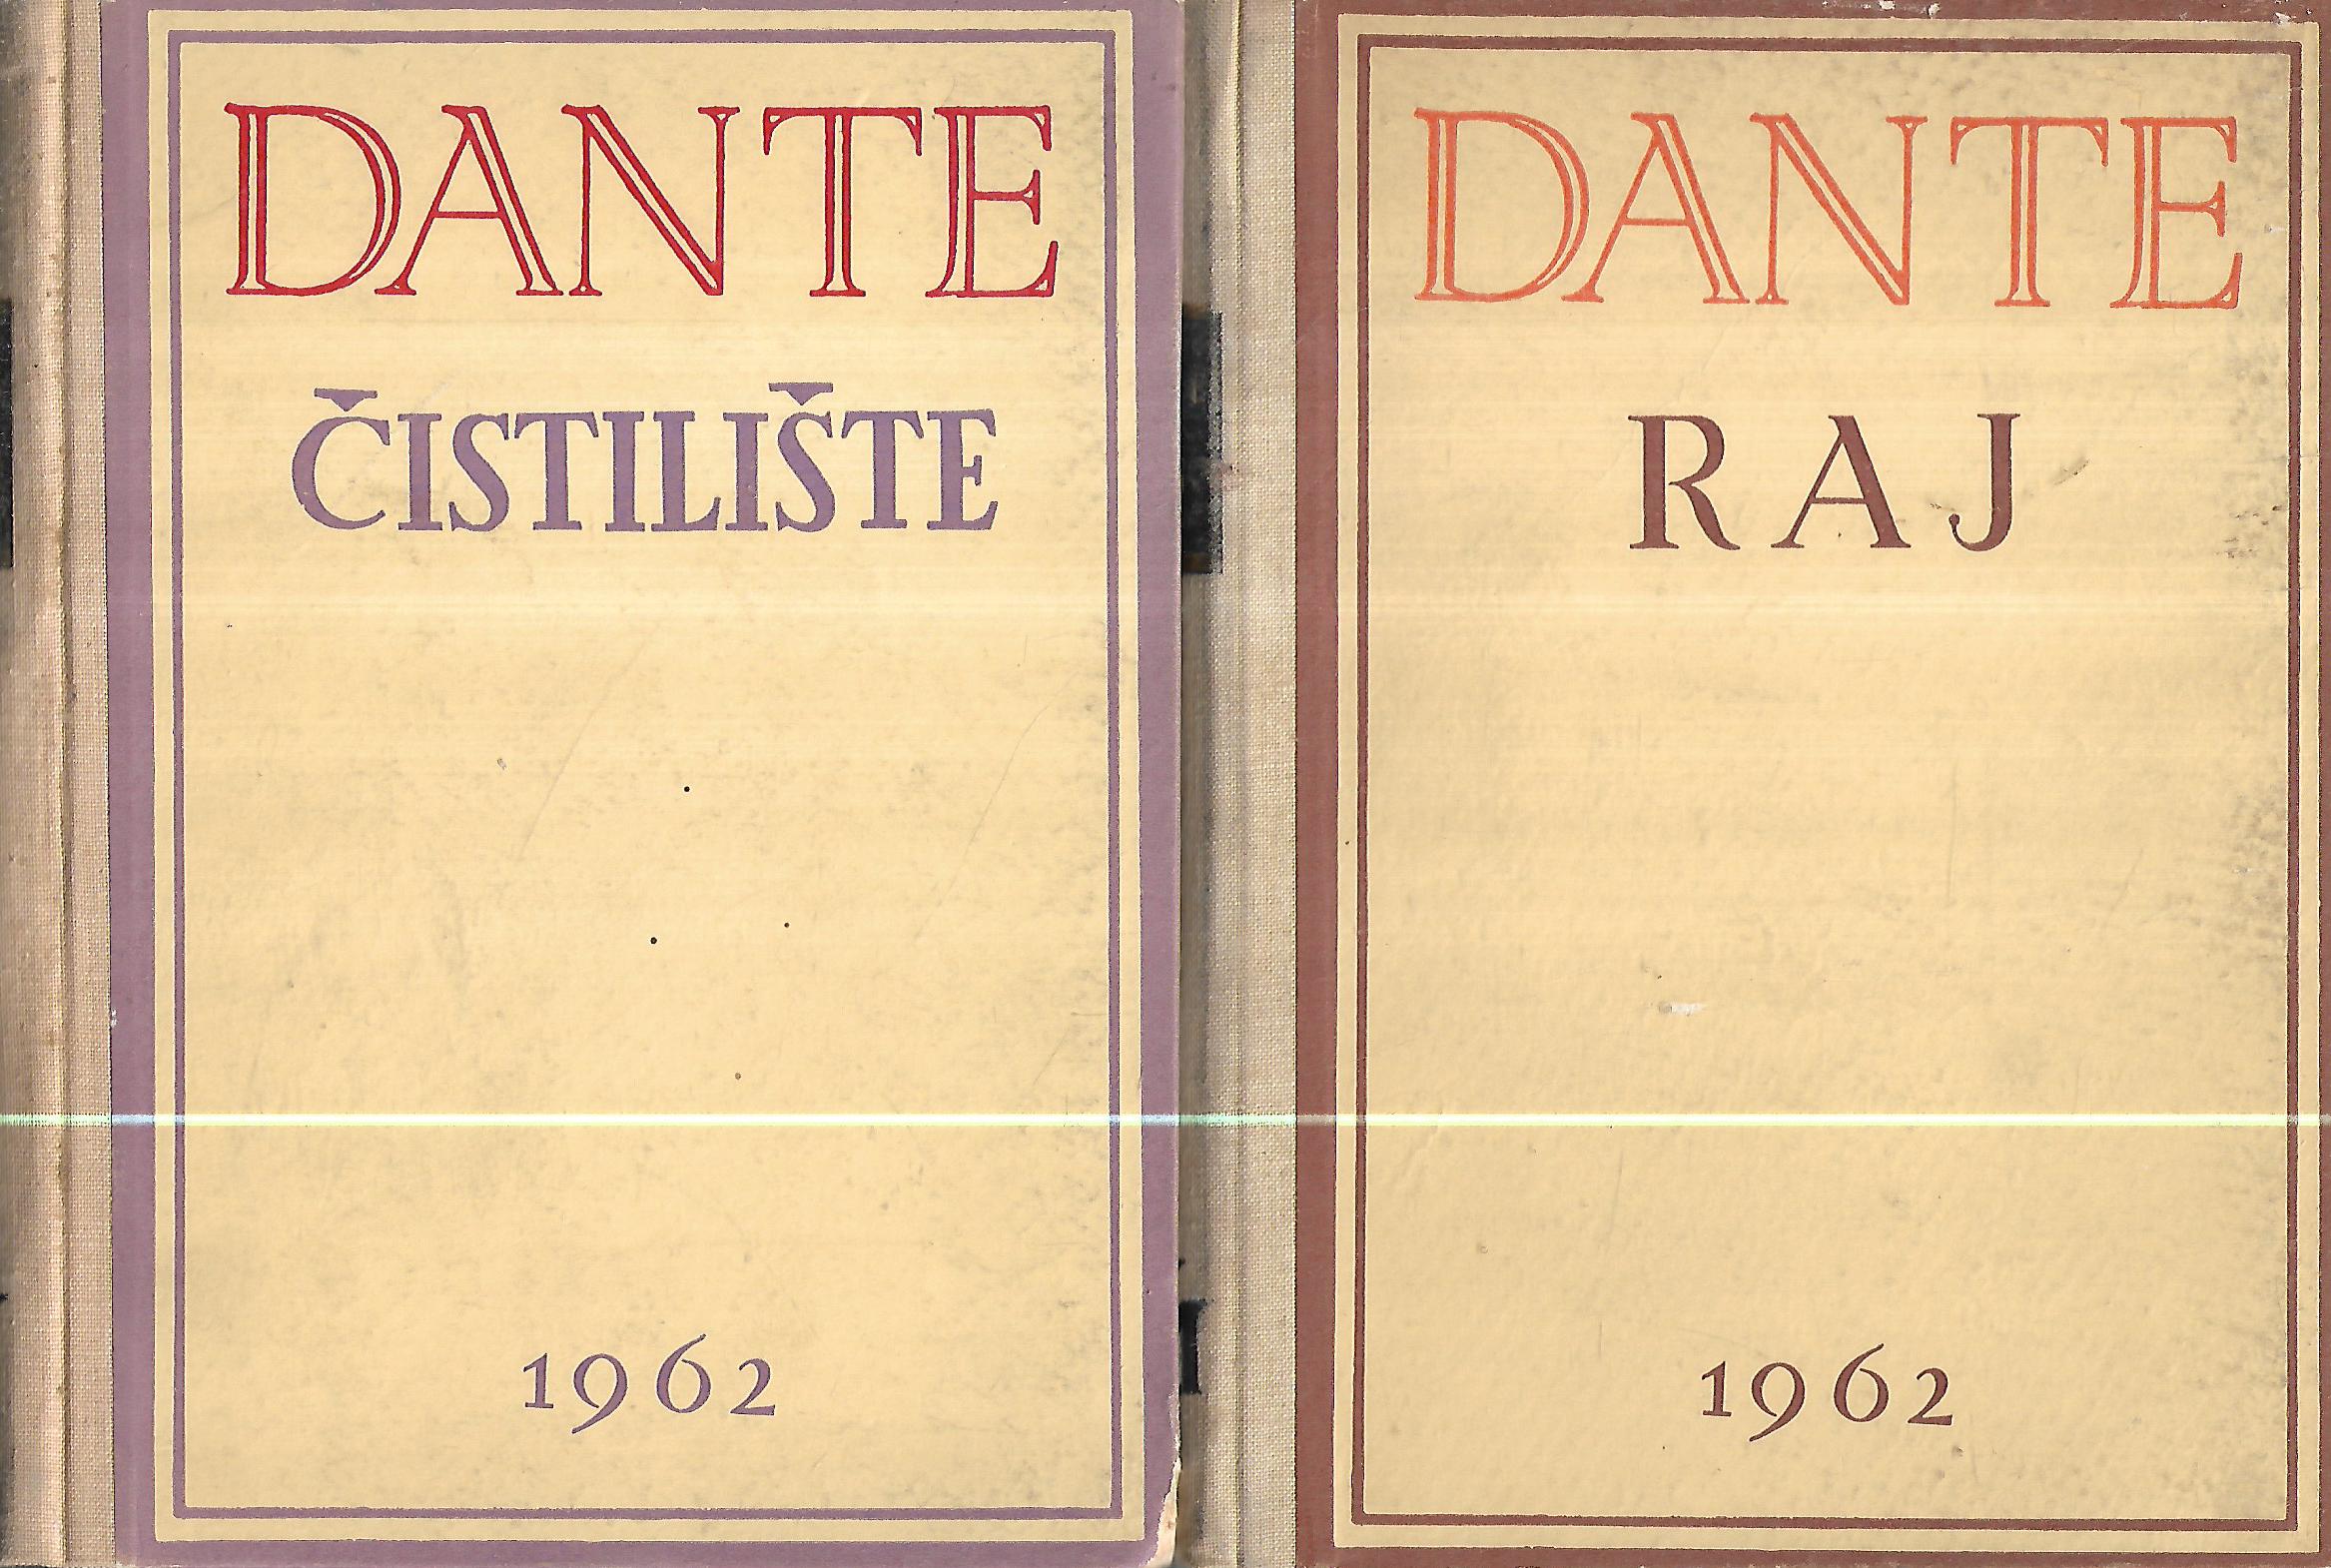 DANTE
ČISTILIŠTE
1962
DANTE
RAJ
1962